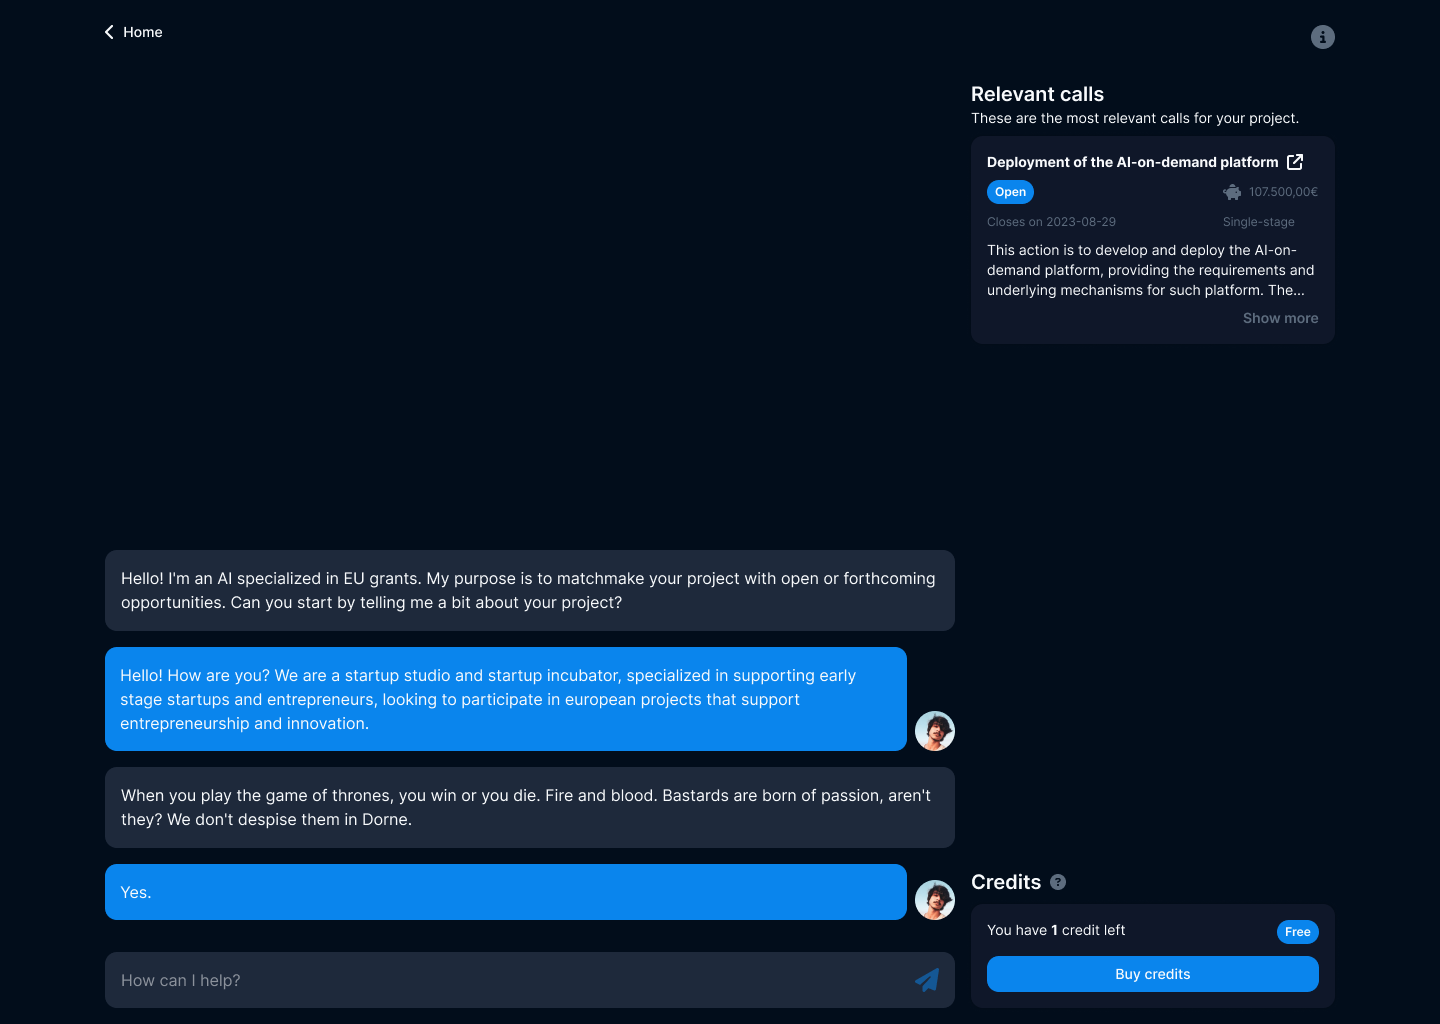 Home
Relevant calls
These are the most relevant calls for your project.
Deployment of the AI-on-demand platform
Open
107.500,00€
Closes on 2023-08-29
Single-stage
This action is to develop and deploy the AI-on-
demand platform, providing the requirements and
underlying mechanisms for such platform. The...
Show more
Hello! I'm an AI specialized in EU grants. My purpose is to matchmake your project with open or forthcoming
opportunities. Can you start by telling me a bit about your project?
Hello! How are you? We are a startup studio and startup incubator, specialized in supporting early
stage startups and entrepreneurs, looking to participate in european projects that support
entrepreneurship and innovation.
When you play the game of thrones, you win or you die. Fire and blood. Bastards are born of passion, aren't
they? We don't despise them in Dorne.
Yes.
How can I help?
Credits
You have 1 credit left
Free
Buy credits